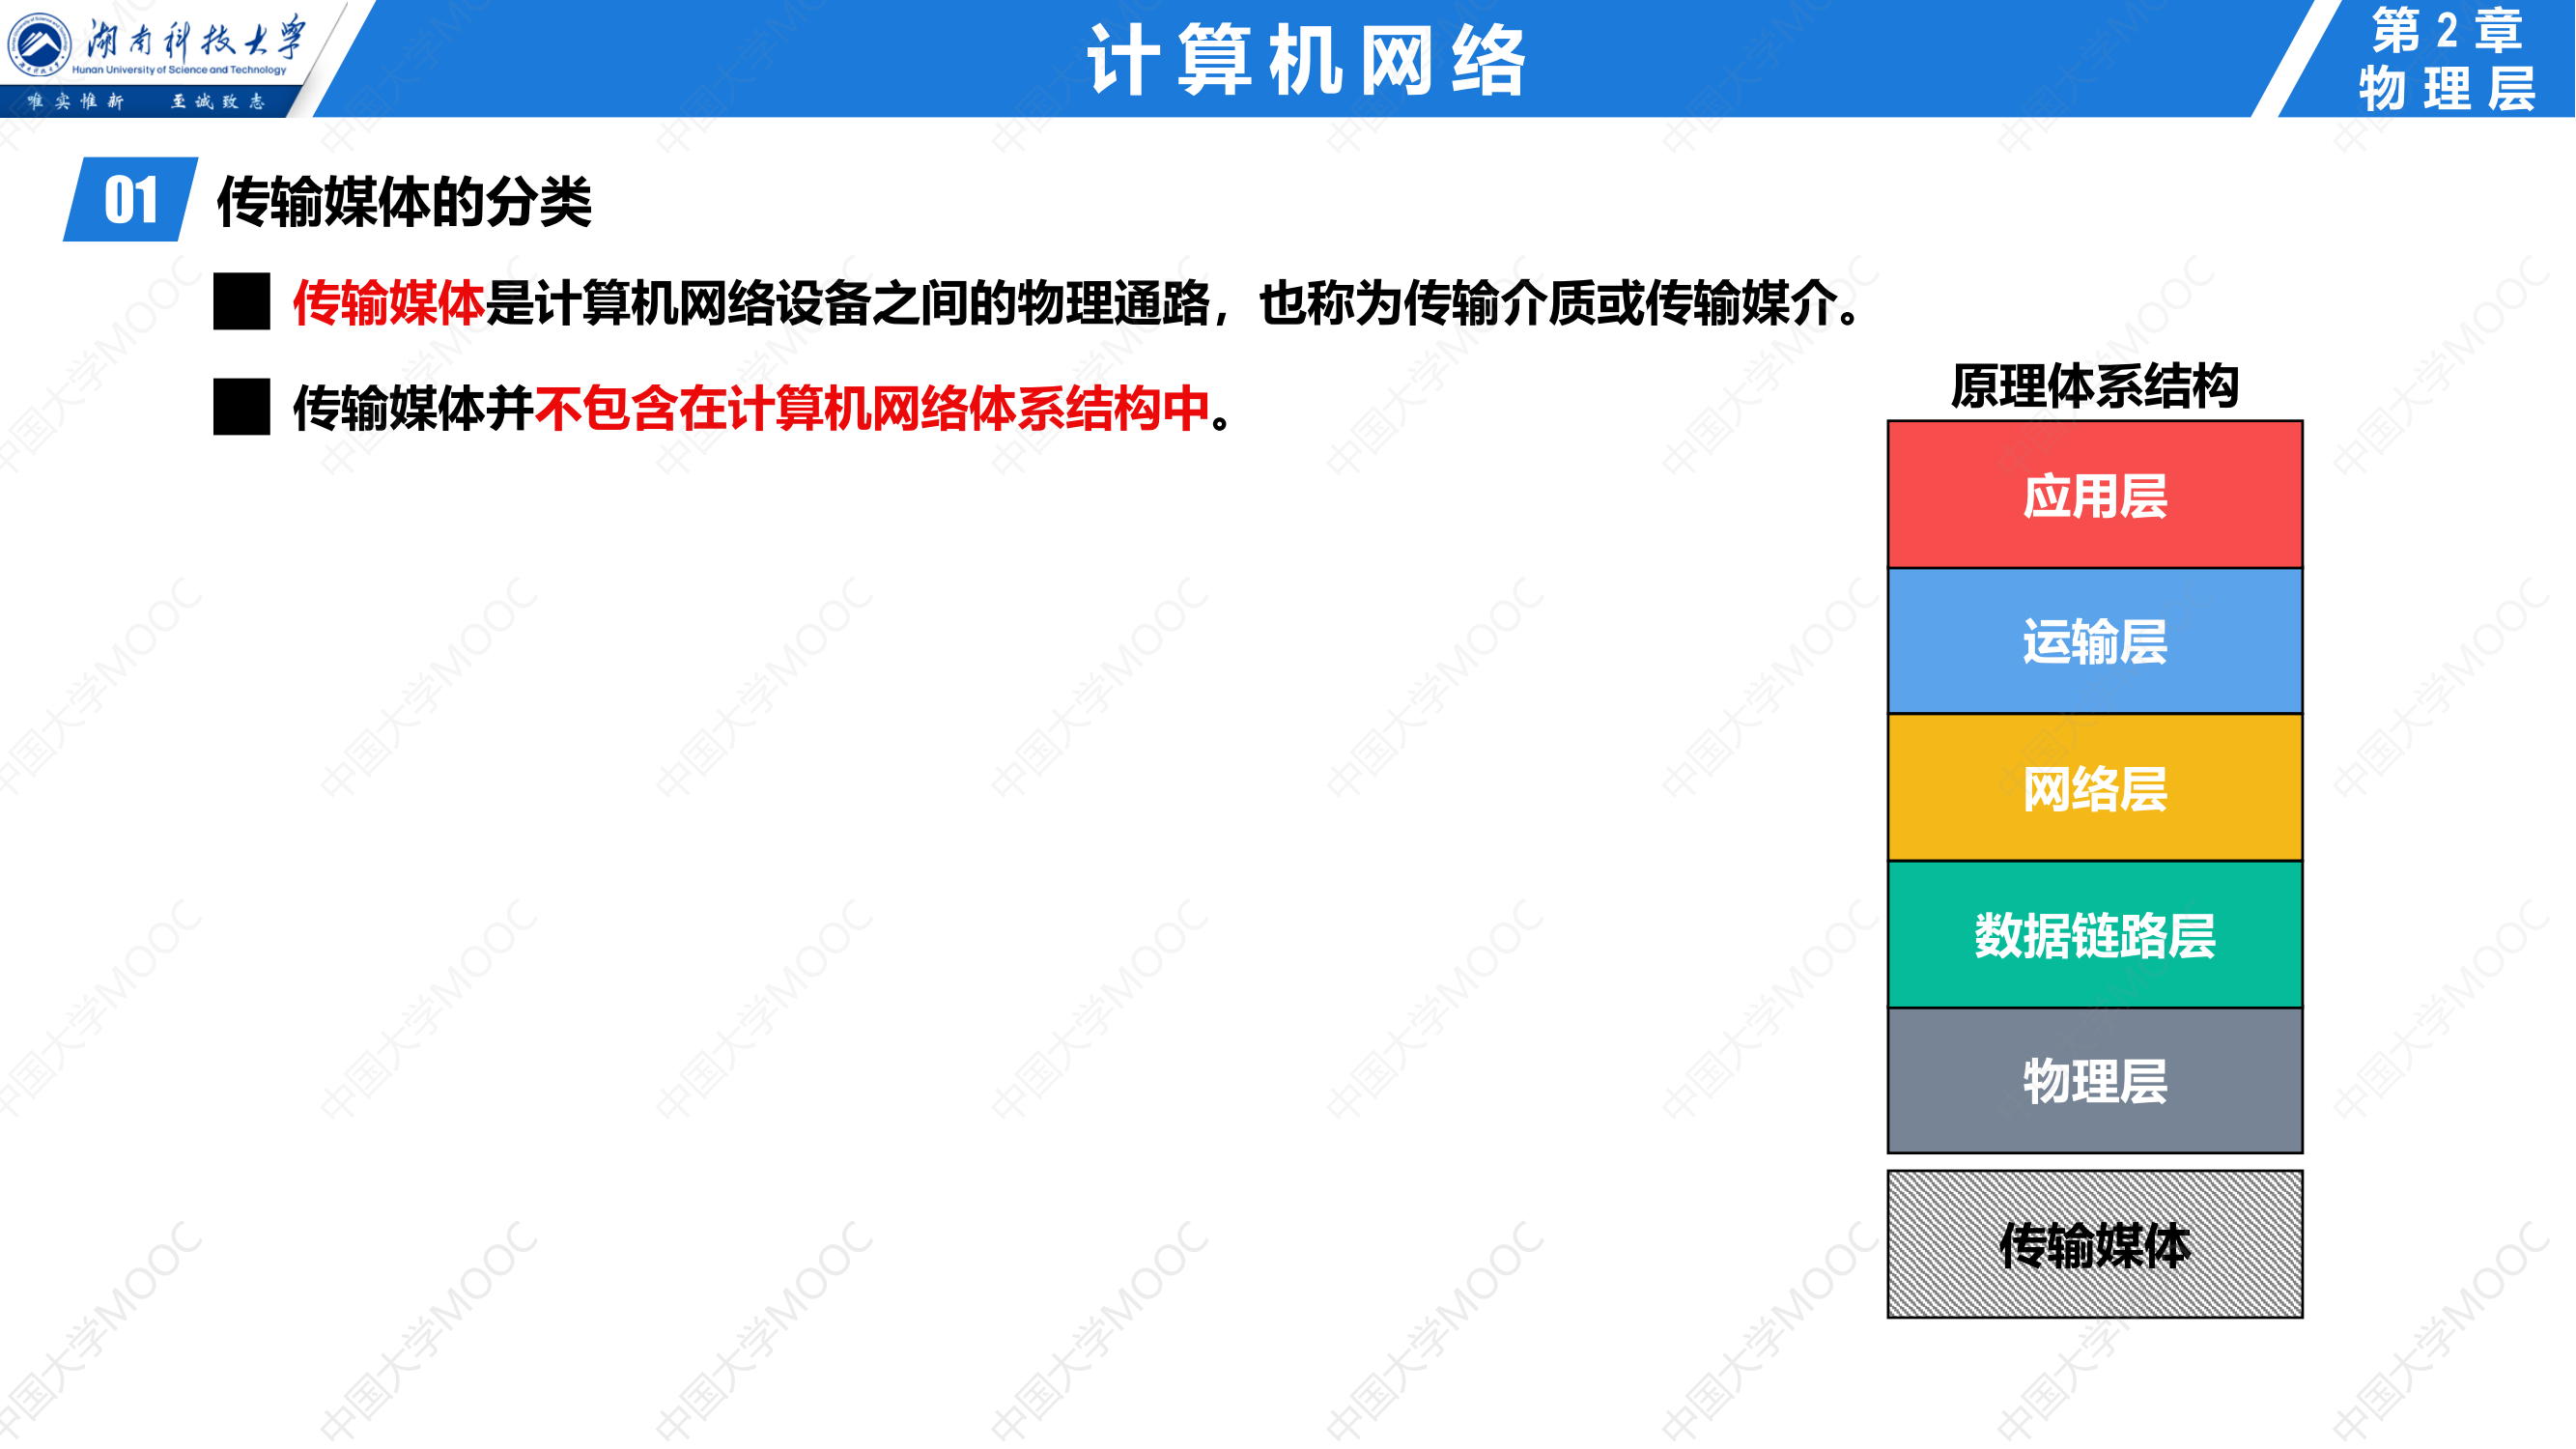 湖南科技大学
Hunan University of Science and Technology
唯实惟新 至诚致志
计算机网络
第2章
物理层
01 传输媒体的分类
传输媒体是计算机网络设备之间的物理通路，也称为传输介质或传输媒介。
传输媒体并不包含在计算机网络体系结构中。
原理体系结构
应用层
运输层
网络层
数据链路层
物理层
传输媒体
中国大学MOOC